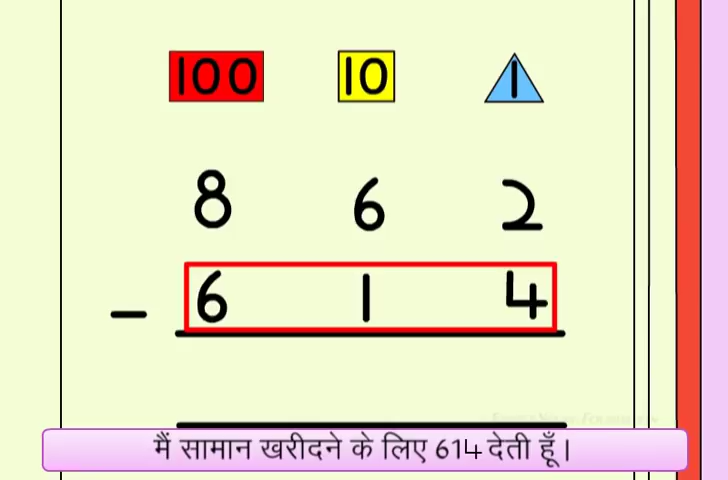 100 10 1
8 6 2
- 6 1 4
मैं सामान खरीदने के लिए 614 देती हूँ।